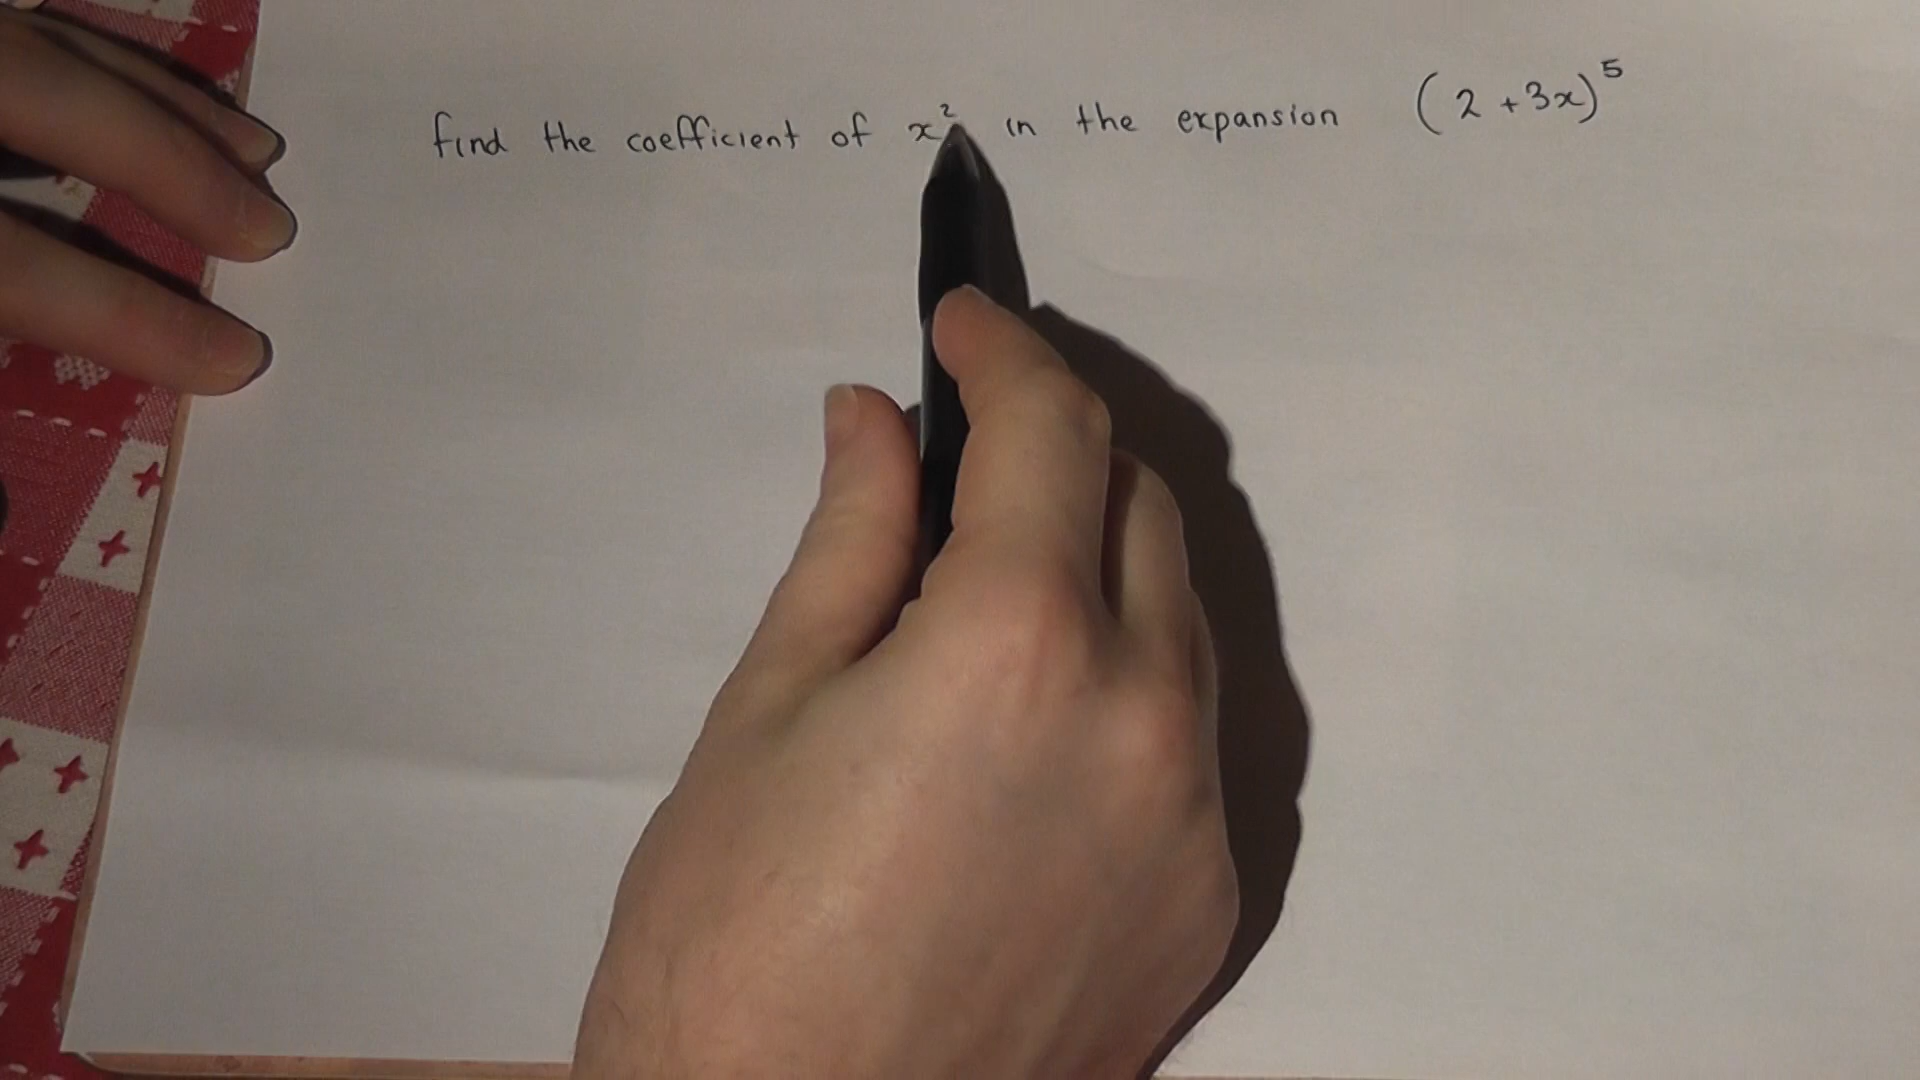 find the coefficient of x² in the expansion (2 + 3x)⁵